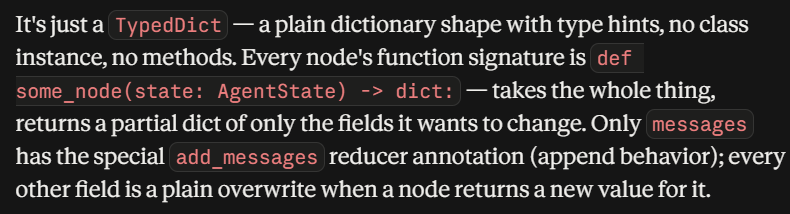 It's just a TypedDict — a plain dictionary shape with type hints, no class
instance, no methods. Every node's function signature is def
some_node(state: AgentState) -> dict: — takes the whole thing,
returns a partial dict of only the fields it wants to change. Only messages
has the special add_messages reducer annotation (append behavior); every
other field is a plain overwrite when a node returns a new value for it.